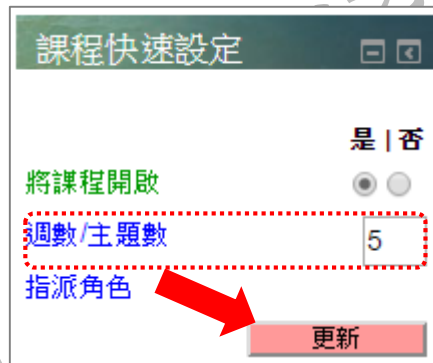 課程快速設定
是 | 否
將課程開啟
週數/主題數 5
指派角色
更新